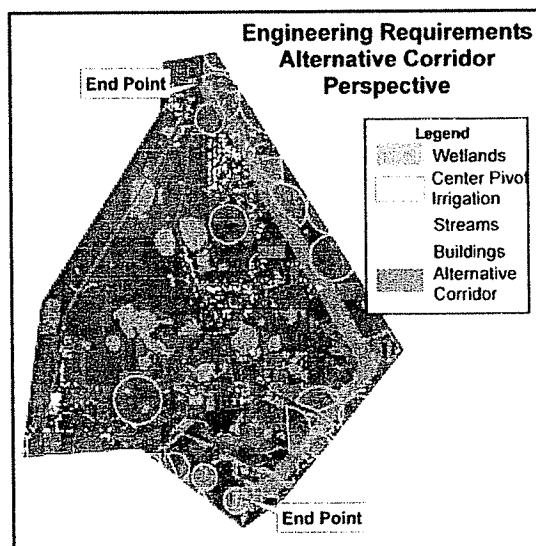 Engineering Requirements
Alternative Corridor
Perspective
End Point
Legend
Wetlands
Center Pivot
Irrigation
Streams
Buildings
Alternative
Corridor
End Point